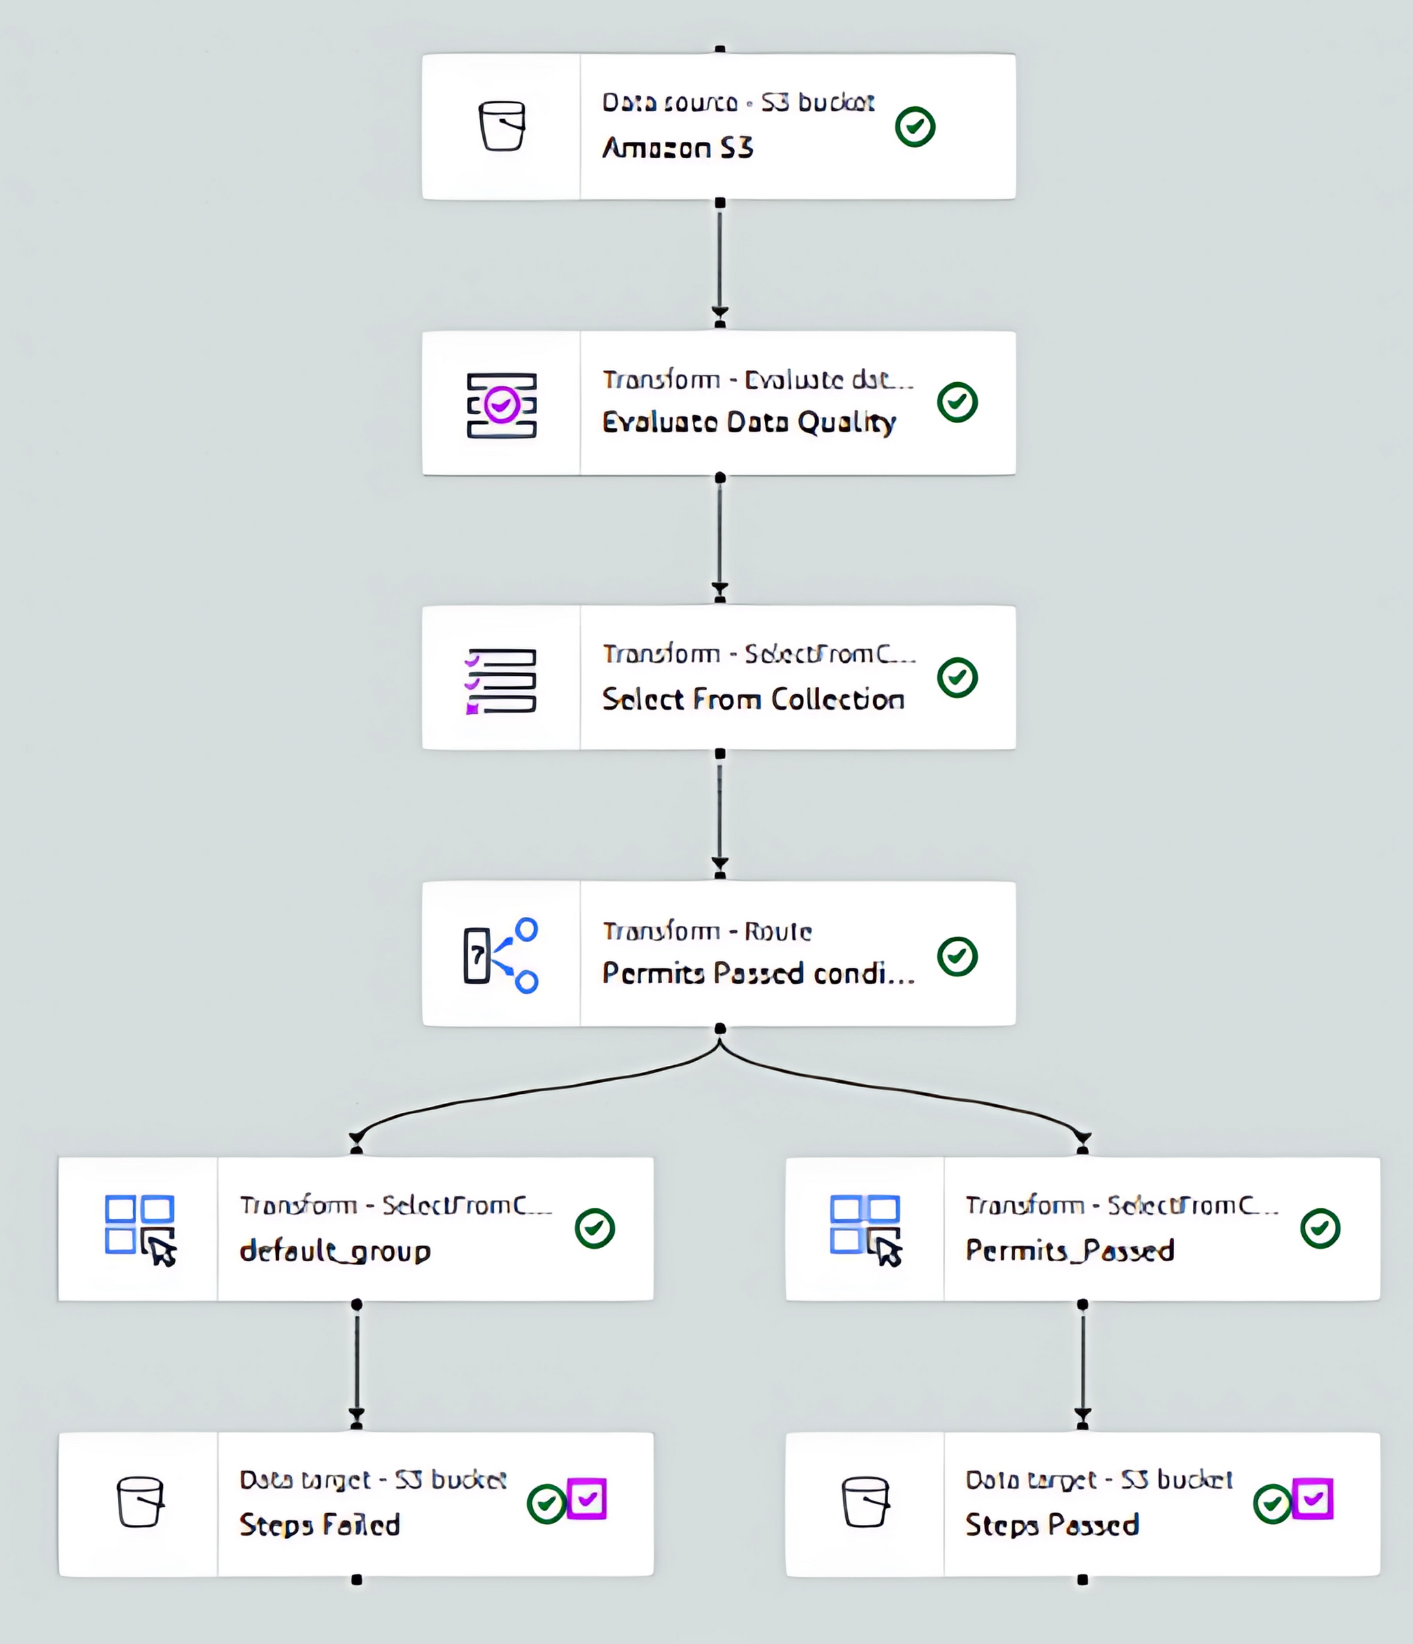 Data source - S3 bucket
Amazon S3
Transform - Evaluate dat...
Evaluate Data Quality
Transform - SelectFromC...
Select From Collection
?
Transform - Route
Permits Passed condi...
Transform - SelectFromC...
default_group
Transform - SelectFromC...
Permits_Passed
Data target - S3 bucket
Steps Failed
Data target - S3 bucket
Steps Passed